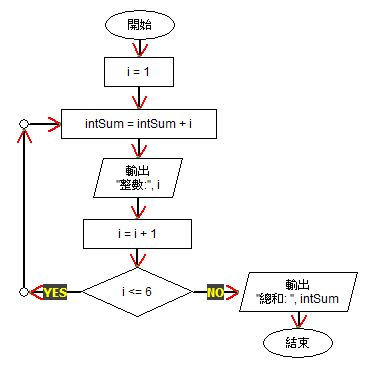 開始
i = 1
intSum = intSum + i
輸出
"整數:", i
i = i + 1
i <= 6
YES
NO
輸出
"總和: ", intSum
結束